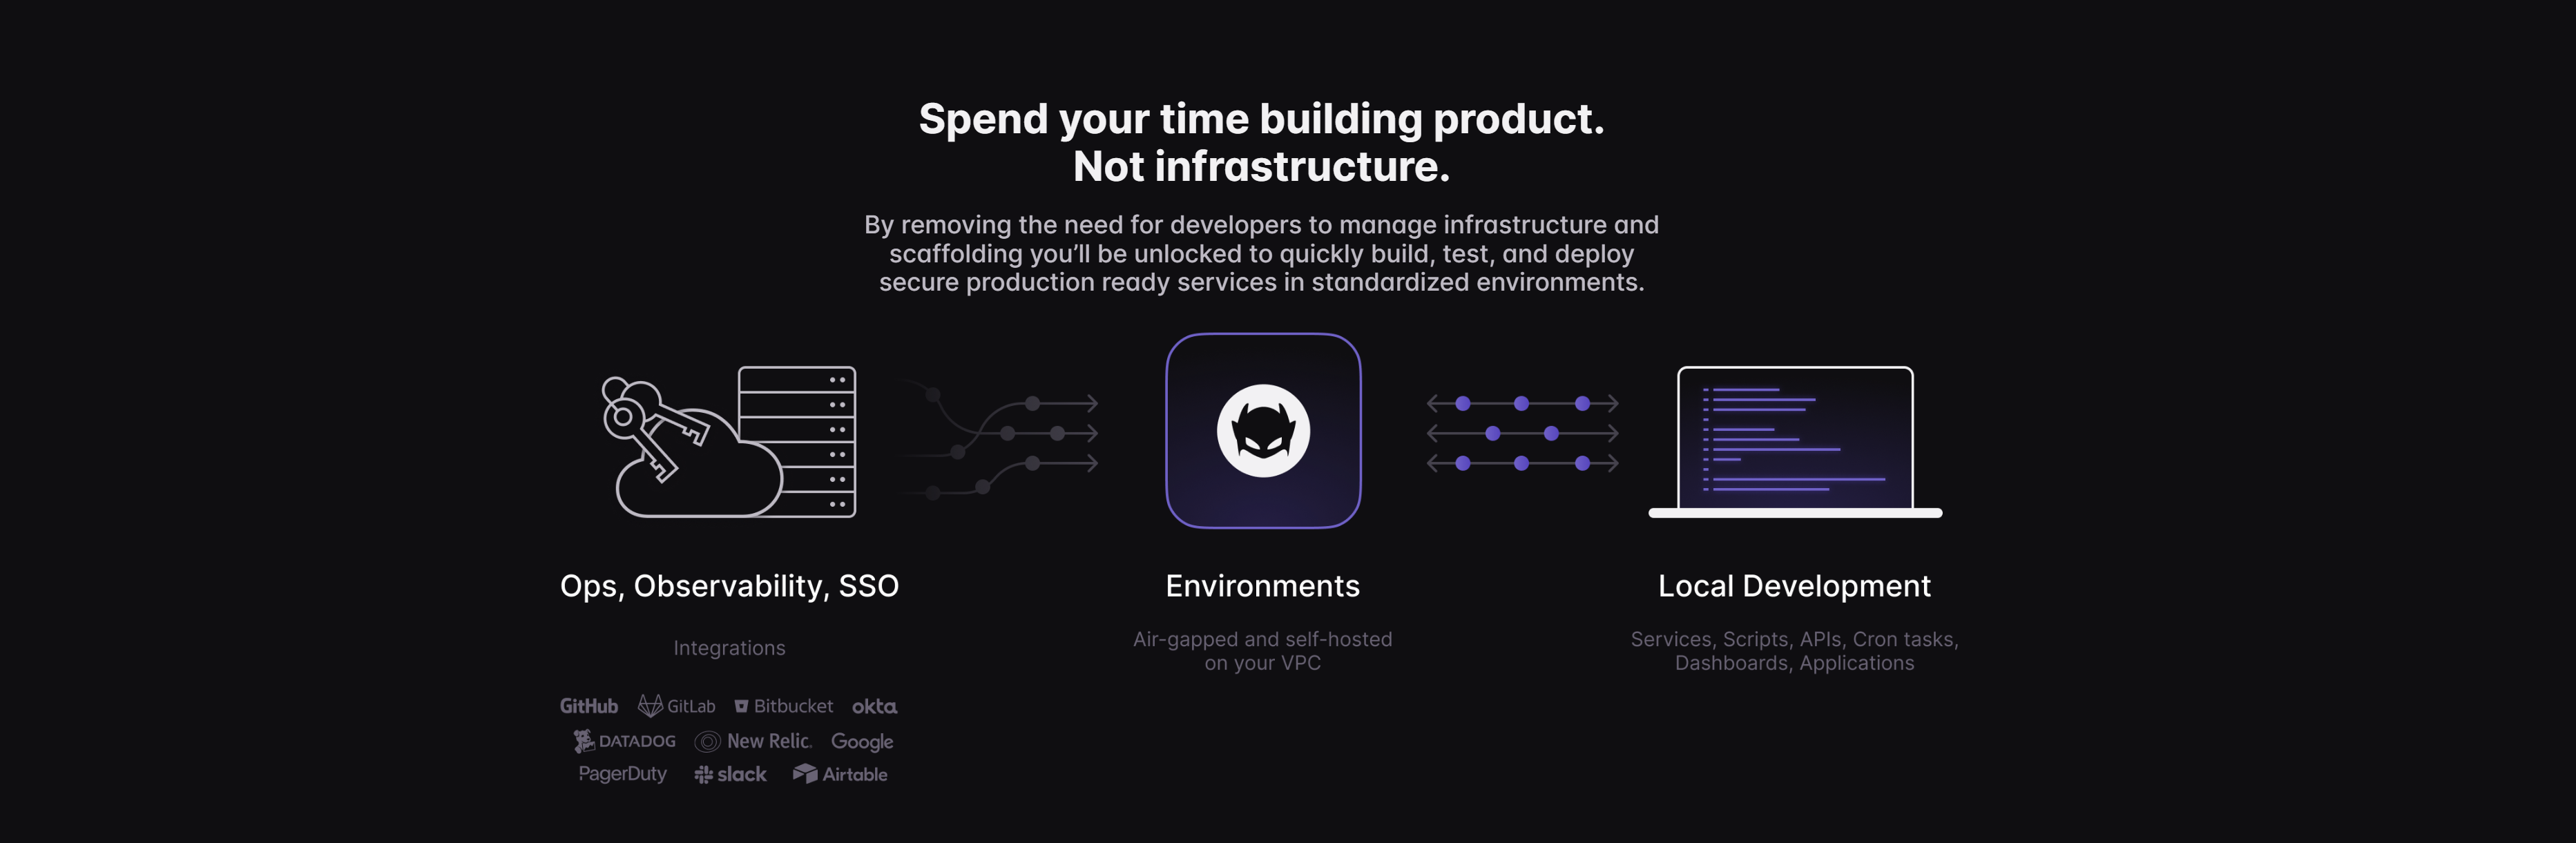 Spend your time building product.
Not infrastructure.
By removing the need for developers to manage infrastructure and
scaffolding you’ll be unlocked to quickly build, test, and deploy
secure production ready services in standardized environments.
Ops, Observability, SSO
Integrations
GitHub GitLab Bitbucket okta
DATADOG New Relic. Google
PagerDuty slack Airtable
Environments
Air-gapped and self-hosted
on your VPC
Local Development
Services, Scripts, APIs, Cron tasks,
Dashboards, Applications